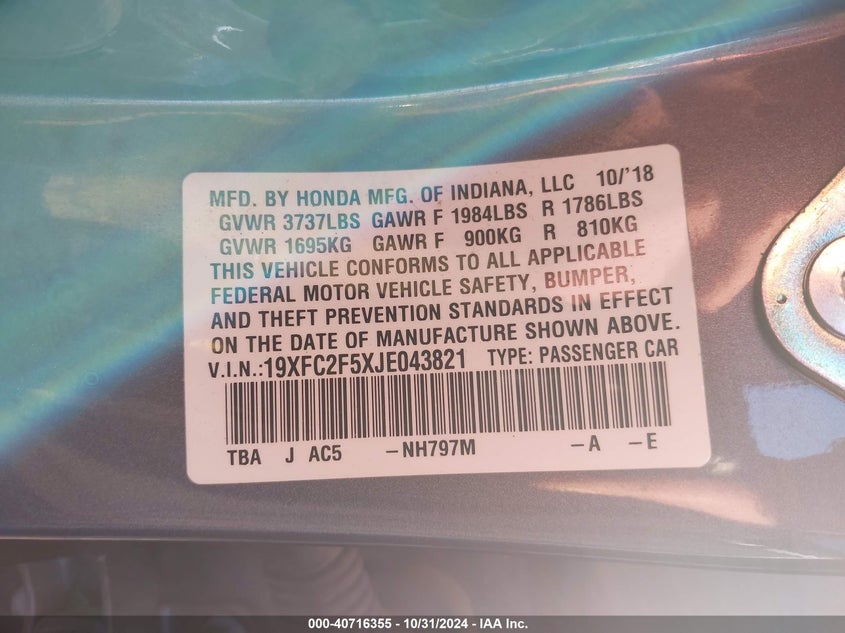 MFD. BY HONDA MFG. OF INDIANA, LLC 10/'18
GVWR 3737LBS GAWR F 1984LBS R 1786LBS
GVWR 1695KG GAWR F 900KG R 810KG
THIS VEHICLE CONFORMS TO ALL APPLICABLE
FEDERAL MOTOR VEHICLE SAFETY, BUMPER,
AND THEFT PREVENTION STANDARDS IN EFFECT
ON THE DATE OF MANUFACTURE SHOWN ABOVE.
V.I.N.:19XFC2F5XJE043821 TYPE: PASSENGER CAR
TBA J AC5 -NH797M -A -E
000-40716355 - 10/31/2024 - IAA Inc.